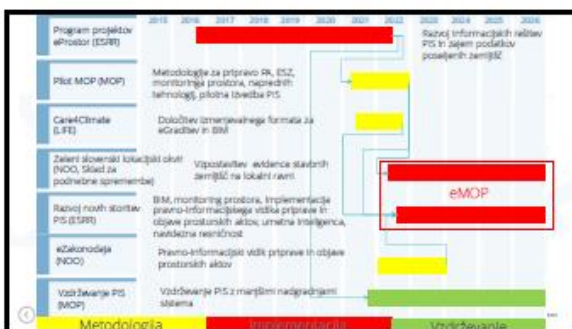 2015 2016 2017 2018 2019 2020 2021 2022 2023 2024 2025 2026
Program projektov
eProstor (ESRR)
Razvoj informacijskih rešitev
PIS in zajem podatkov
poseljenih zemljišč
Pilot MOP (MOP)
Metodologije za pripravo PA, ESZ,
monitoringa prostora, naprednih
tehnologij, pilotna izvedba PIS
Care4Climate
(LIFE)
Določitev izmenjevalnega formata za
eGraditev in BIM
Zeleni slovenski lokacijski okvir
(NOO, Sklad za
podnebne spremembe)
Vzpostavitev evidence stavbnih
zemljišč na lokalni ravni
eMOP
Razvoj novih storitev
PIS (ESRR)
BIM, monitoring prostora, implementacija
pravno-informacijskega vidika priprave in
objave prostorskih aktov, umetna inteligenca,
navidezna resničnost
eZakonodaja
(NOO)
Pravno-informacijski vidik priprave in objave
prostorskih aktov
Vzdrževanje PIS
(MOP)
Vzdrževanje PIS z manjšimi nadgradnjami
sistema
Metodologija Implementacija Vzdrževanje